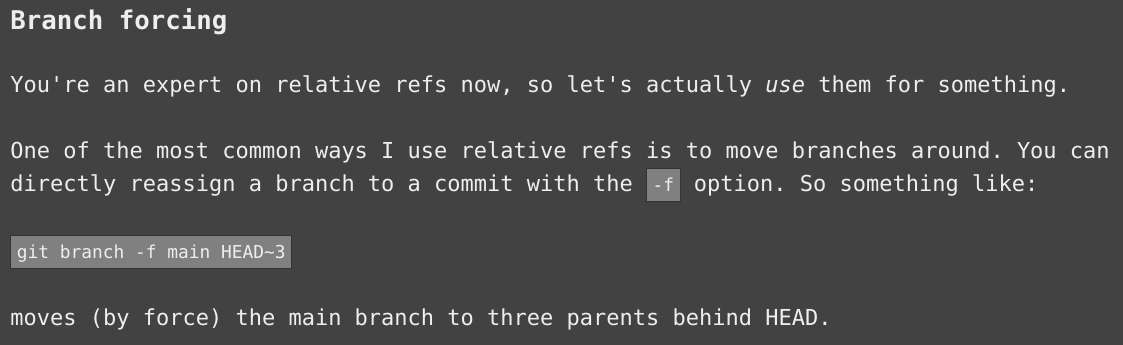 Branch forcing
You're an expert on relative refs now, so let's actually use them for something.
One of the most common ways I use relative refs is to move branches around. You can
directly reassign a branch to a commit with the -f option. So something like:
git branch -f main HEAD~3
moves (by force) the main branch to three parents behind HEAD.